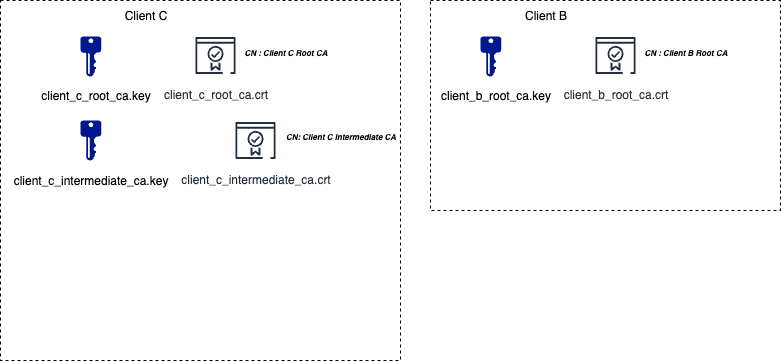 Client C
CN : Client C Root CA
client_c_root_ca.key
client_c_root_ca.crt
CN: Client C Intermediate CA
client_c_intermediate_ca.key
client_c_intermediate_ca.crt
Client B
CN : Client B Root CA
client_b_root_ca.key
client_b_root_ca.crt